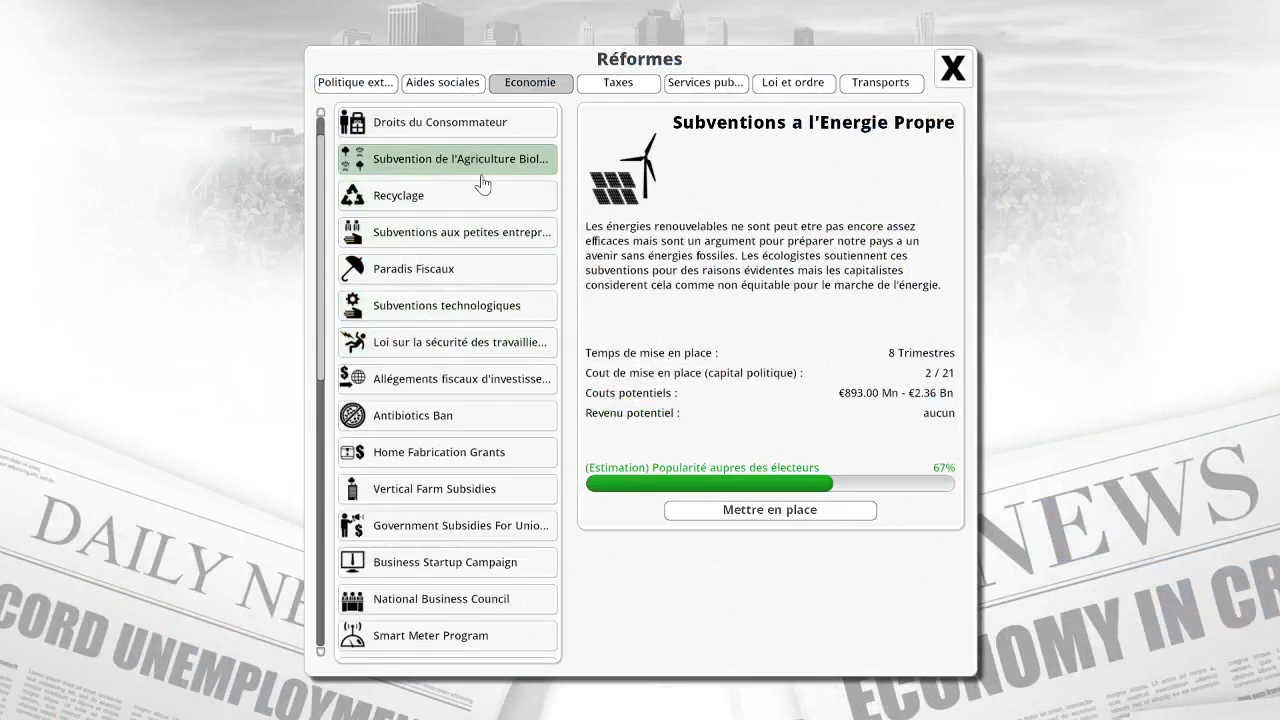 Réformes
X
Politique ext...
Aides sociales
Economie
Taxes
Services pub...
Loi et ordre
Transports
Droits du Consommateur
Subvention de l'Agriculture Biol...
Recyclage
Subventions aux petites entrepr...
Paradis Fiscaux
Subventions technologiques
Loi sur la sécurité des travaillie...
Allégements fiscaux d'investisse...
Antibiotics Ban
Home Fabrication Grants
Vertical Farm Subsidies
Government Subsidies For Unio...
Business Startup Campaign
National Business Council
Smart Meter Program
Subventions a l'Energie Propre
Les énergies renouvelables ne sont peut etre pas encore assez
efficaces mais sont un argument pour préparer notre pays a un
avenir sans énergies fossiles. Les écologistes soutiennent ces
subventions pour des raisons évidentes mais les capitalistes
considerent cela comme non équitable pour le marche de l'énergie.
Temps de mise en place : 8 Trimestres
Cout de mise en place (capital politique) : 2 / 21
Couts potentiels : €893.00 Mn - €2.36 Bn
Revenu potentiel : aucun
(Estimation) Popularité aupres des électeurs 67%
Mettre en place
DAILY NE
CORD UNEMPLOYM
NEWS
ECONOMY IN CR